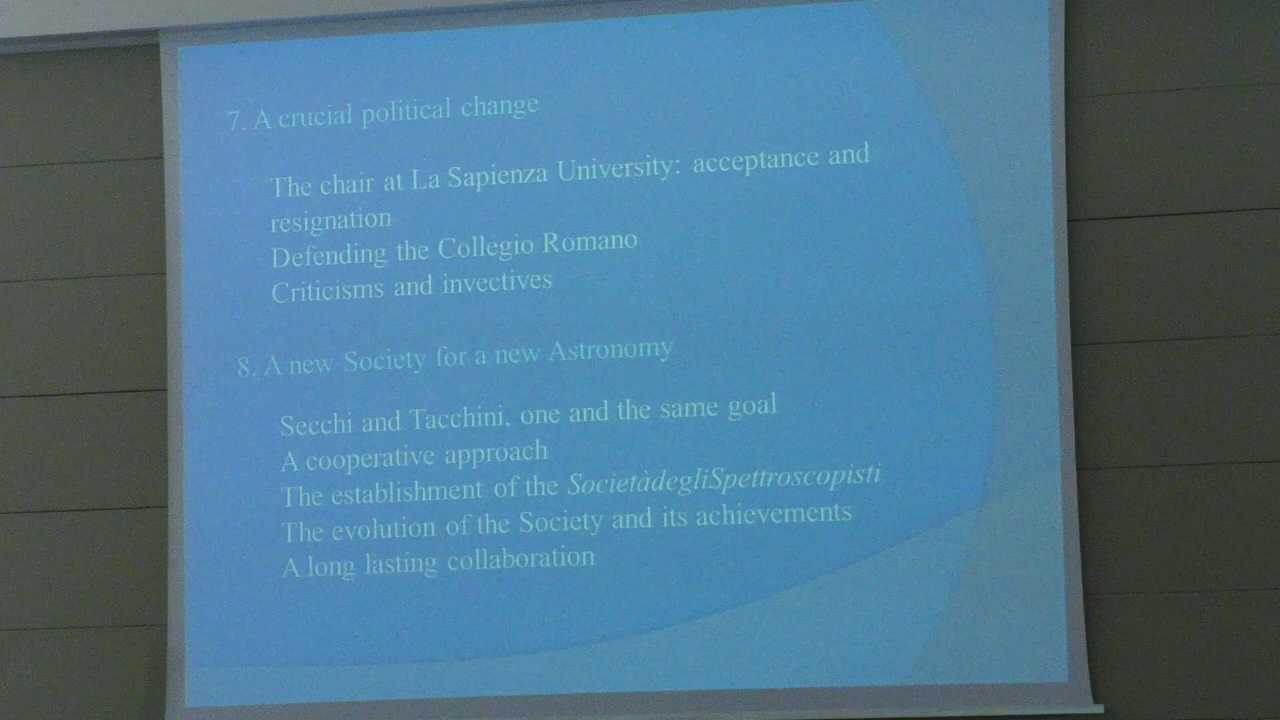 7. A crucial political change
The chair at La Sapienza University: acceptance and
resignation
Defending the Collegio Romano
Criticisms and invectives
8. A new Society for a new Astronomy
Secchi and Tacchini, one and the same goal
A cooperative approach
The establishment of the SocietàdegliSpettroscopisti
The evolution of the Society and its achievements
A long lasting collaboration